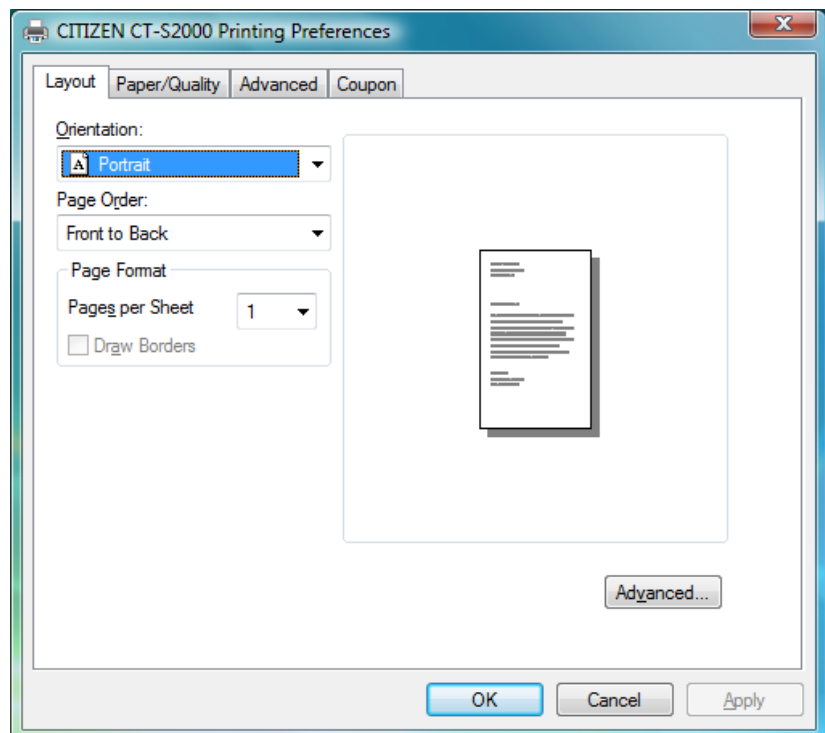 CITIZEN CT-S2000 Printing Preferences
Layout Paper/Quality Advanced Coupon
Orientation:
Portrait
Page Order:
Front to Back
Page Format
Pages per Sheet 1
Draw Borders
Advanced...
OK Cancel Apply